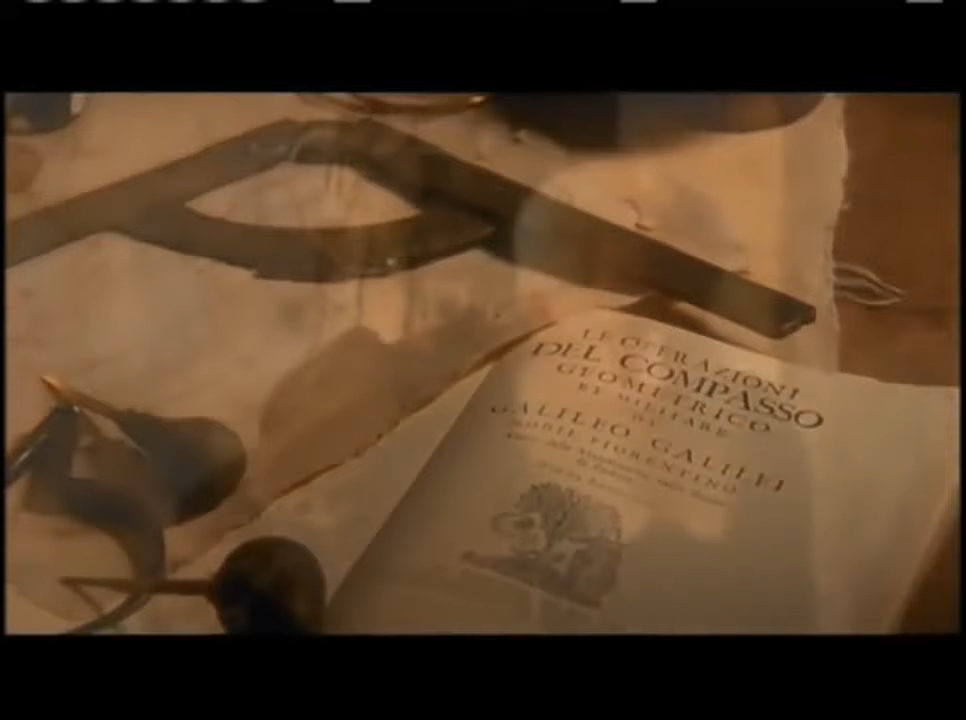 LE OPERAZIONI
DEL COMPASSO
GEOMETRICO
ET MILITARE
DI
GALILEO GALILEI
NOBIL FIORENTINO